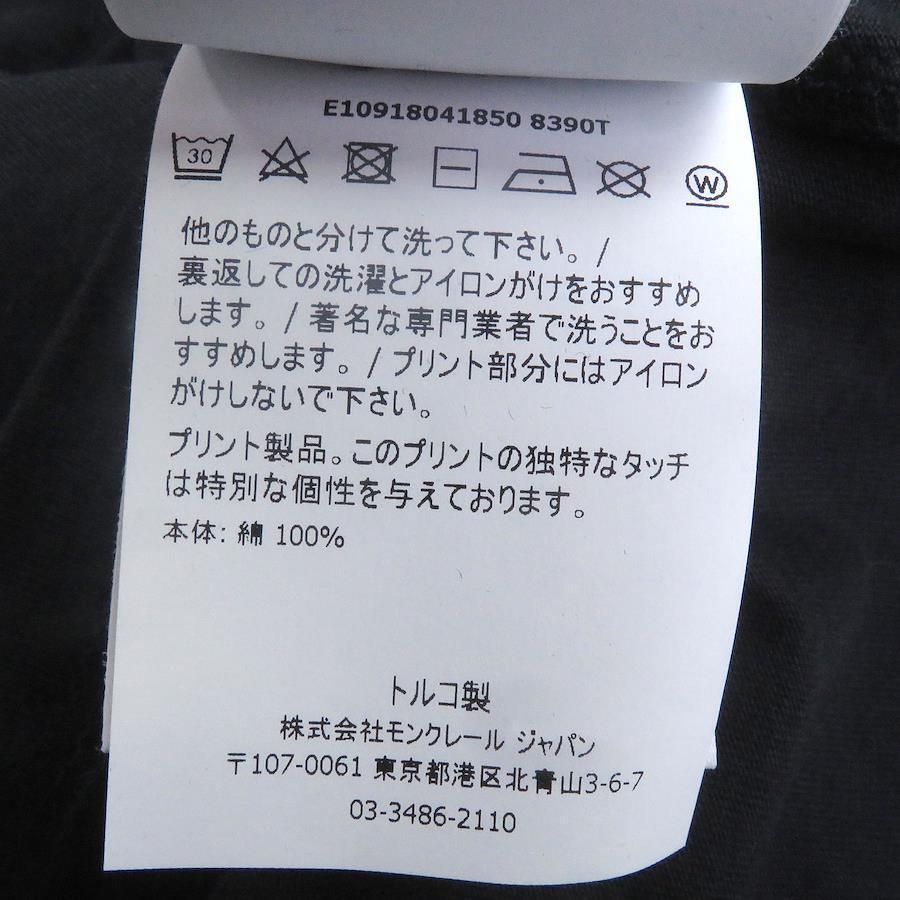 E10918041850 8390T
30
W
他のものと分けて洗って下さい。/
裏返しての洗濯とアイロンがけをおすすめ
します。/ 著名な専門業者で洗うことをお
すすめします。/ プリント部分にはアイロン
がけしないで下さい。
プリント製品。このプリントの独特なタッチ
は特別な個性を与えております。
本体: 綿 100%
トルコ製
株式会社モンクレール ジャパン
〒107-0061 東京都港区北青山3-6-7
03-3486-2110